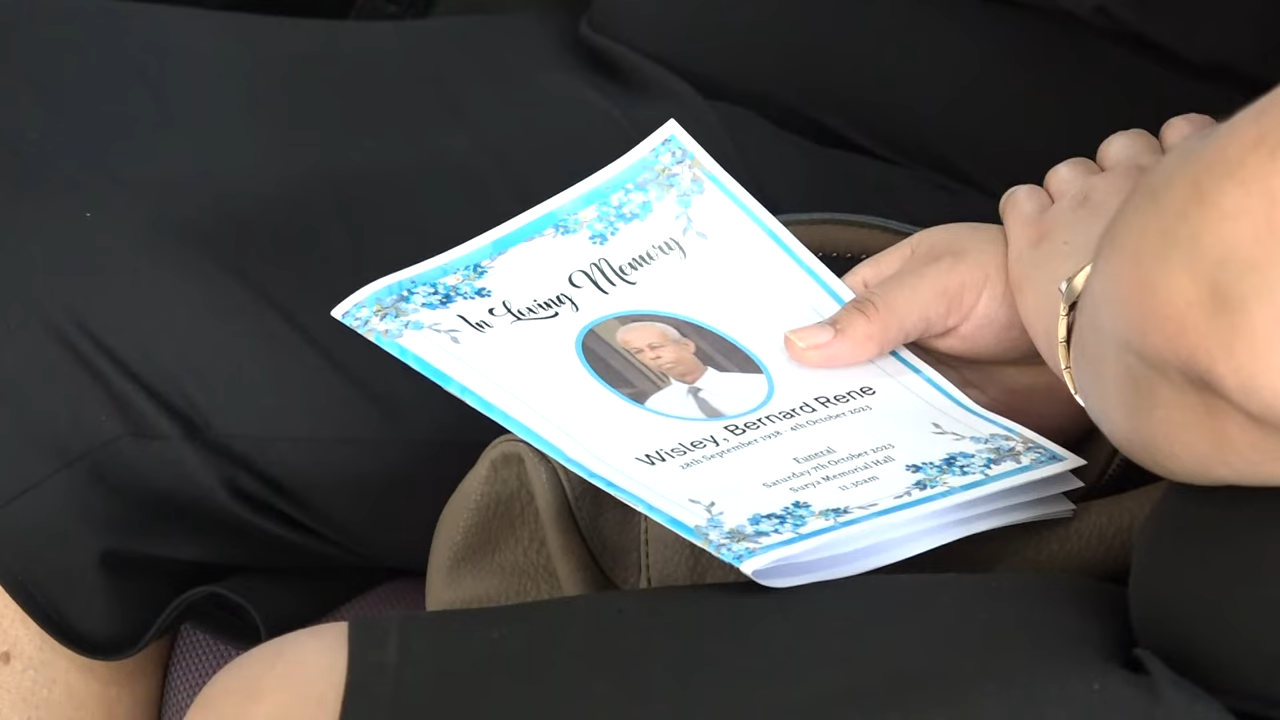 In Loving Memory
Wisley, Bernard Rene
28th September 1938 - 4th October 2023
Funeral
Saturday 7th October 2023
Surya Memorial Hall
11.30am